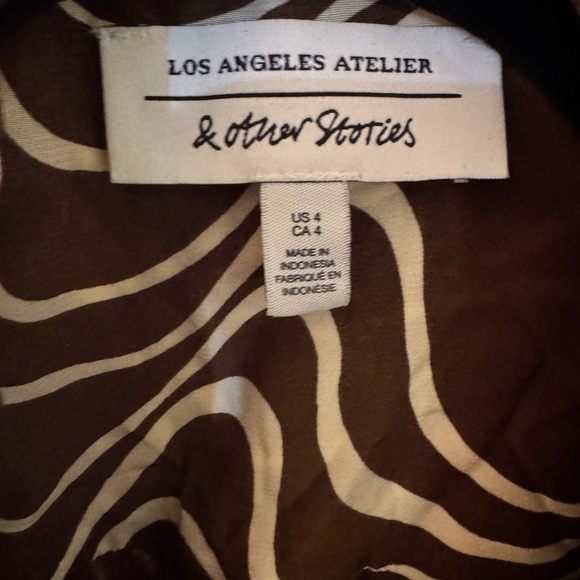 LOS ANGELES ATELIER
& other Stories
US 4
CA 4
MADE IN
INDONESIA
FABRIQUÉ EN
INDONÉSIE